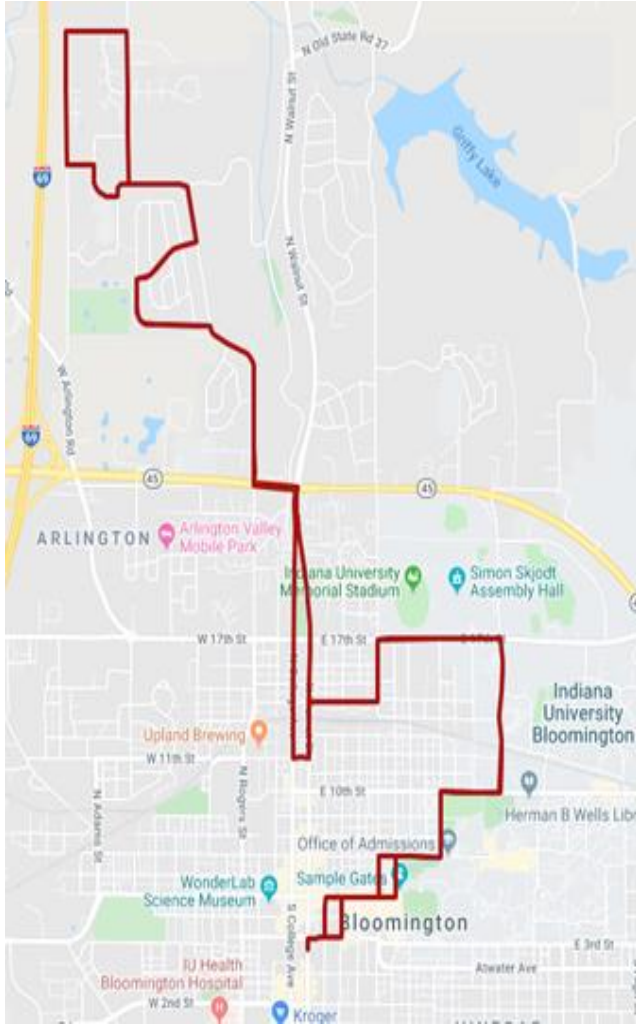 N Old State Rd 37
N Walnut St
Griffy Lake
69
N Walnut St
W Arlington Rd
69
45
45
ARLINGTON
Arlington Valley
Mobile Park
Indiana University
Memorial Stadium
Simon Skjodt
Assembly Hall
W 17th St
E 17th St
E 17th St
Indiana
University
Bloomington
Upland Brewing
W 11th St
N Rogers St
N Adams St
E 10th St
Herman B Wells Libr
Office of Admissions
WonderLab
Science Museum
Sample Gates
S College Ave
Bloomington
E 3rd St
IU Health
Bloomington Hospital
Atwater Ave
W 2nd St
Kroger